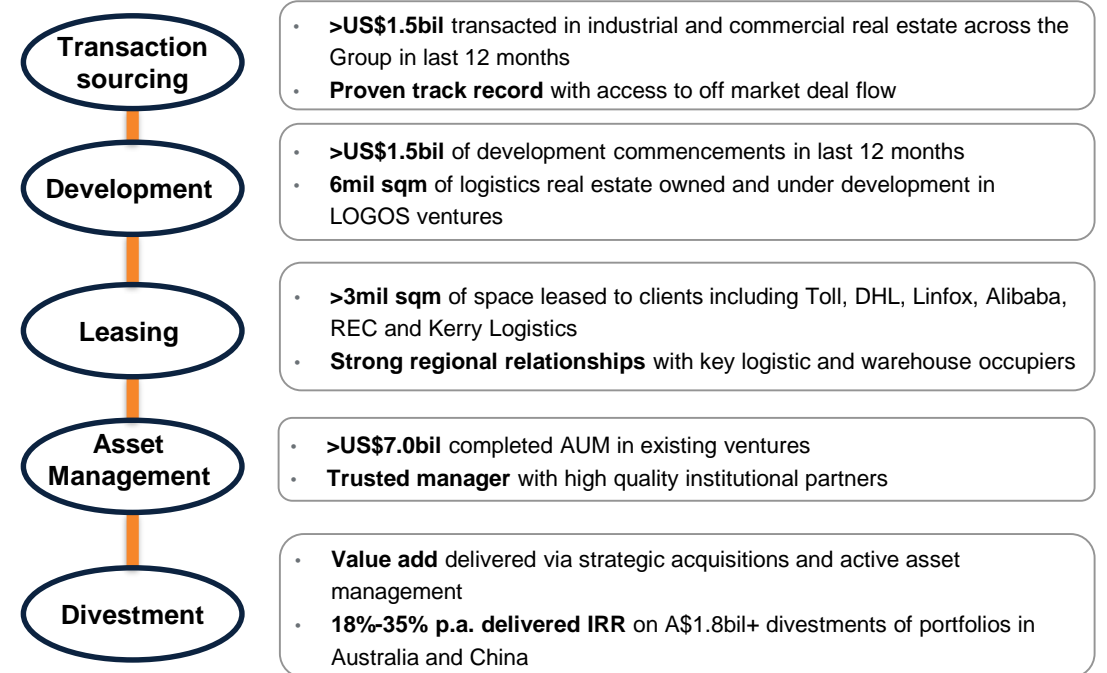 Transaction
sourcing
• >US$1.5bil transacted in industrial and commercial real estate across the
Group in last 12 months
• Proven track record with access to off market deal flow
Development
• >US$1.5bil of development commencements in last 12 months
• 6mil sqm of logistics real estate owned and under development in
LOGOS ventures
Leasing
• >3mil sqm of space leased to clients including Toll, DHL, Linfox, Alibaba,
REC and Kerry Logistics
• Strong regional relationships with key logistic and warehouse occupiers
Asset
Management
• >US$7.0bil completed AUM in existing ventures
• Trusted manager with high quality institutional partners
Divestment
• Value add delivered via strategic acquisitions and active asset
management
• 18%-35% p.a. delivered IRR on A$1.8bil+ divestments of portfolios in
Australia and China